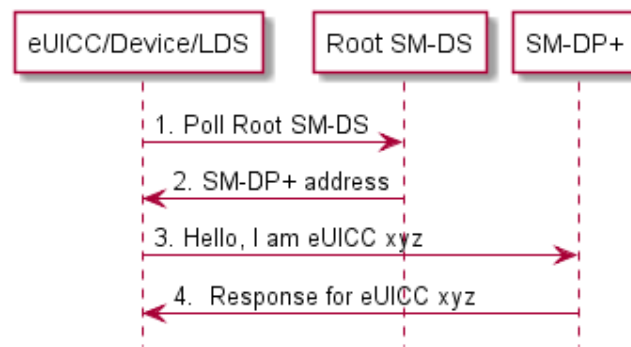 eUICC/Device/LDS
Root SM-DS
SM-DP+
1. Poll Root SM-DS
2. SM-DP+ address
3. Hello, I am eUICC xyz
4. Response for eUICC xyz